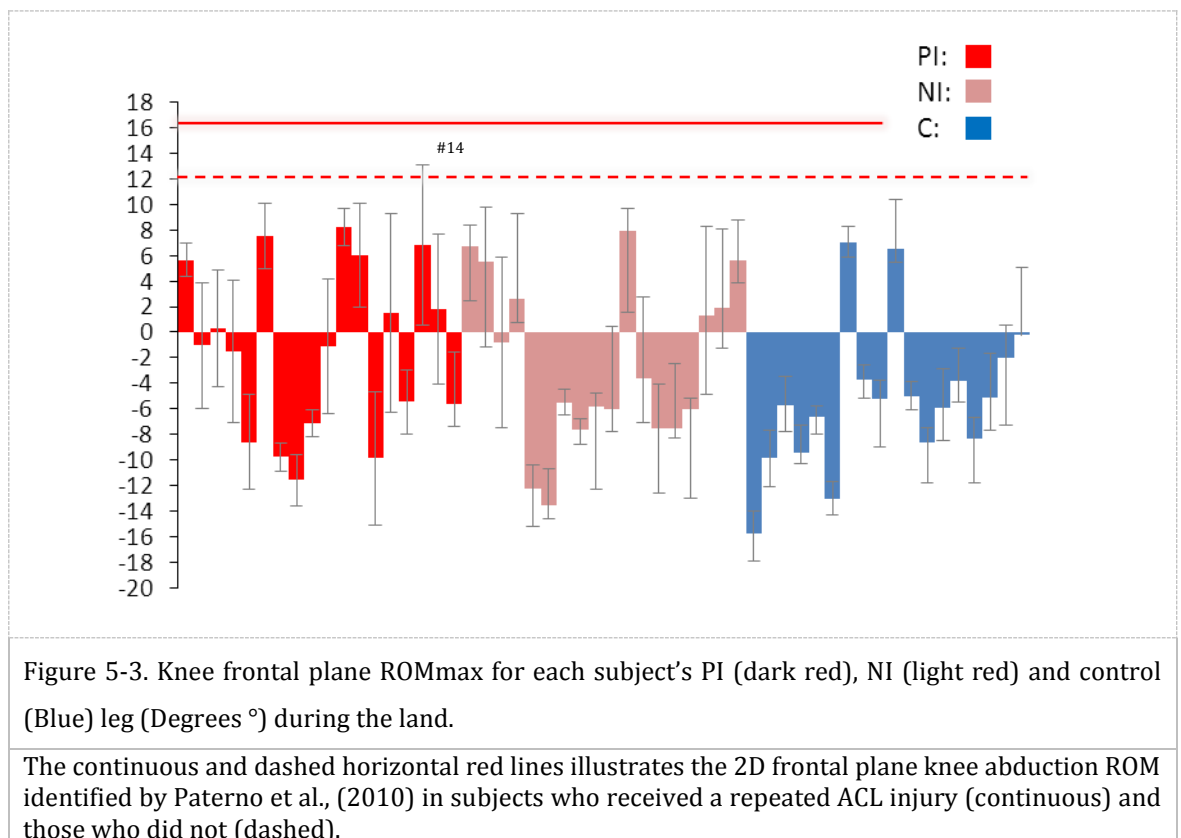 PI:
NI:
C:
18
16
14
#14
12
10
8
6
4
2
0
-2
-4
-6
-8
-10
-12
-14
-16
-18
-20
Figure 5-3. Knee frontal plane ROMmax for each subject’s PI (dark red), NI (light red) and control
(Blue) leg (Degrees °) during the land.
The continuous and dashed horizontal red lines illustrates the 2D frontal plane knee abduction ROM
identified by Paterno et al., (2010) in subjects who received a repeated ACL injury (continuous) and
those who did not (dashed).